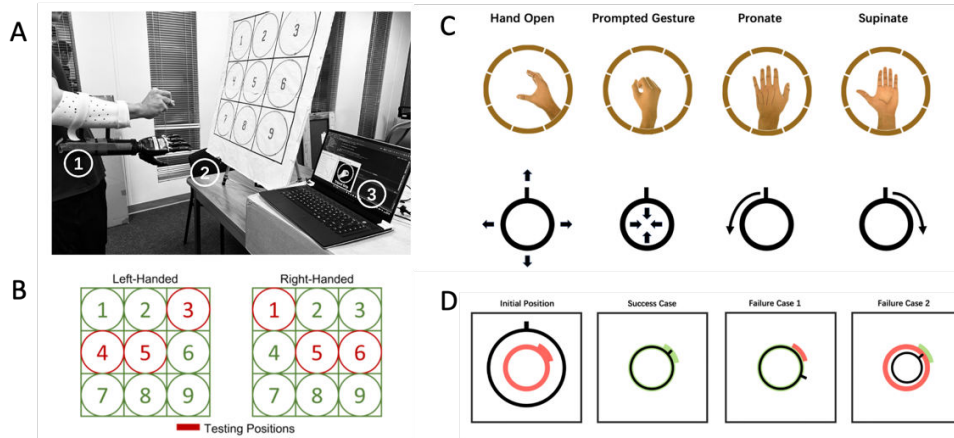 A
1
2
3
4
5
6
7
8
9
1
2
3
B
Left-Handed
Right-Handed
1 2 3
4 5 6
7 8 9
1 2 3
4 5 6
7 8 9
Testing Positions
C
Hand Open
Prompted Gesture
Pronate
Supinate
D
Initial Position
Success Case
Failure Case 1
Failure Case 2